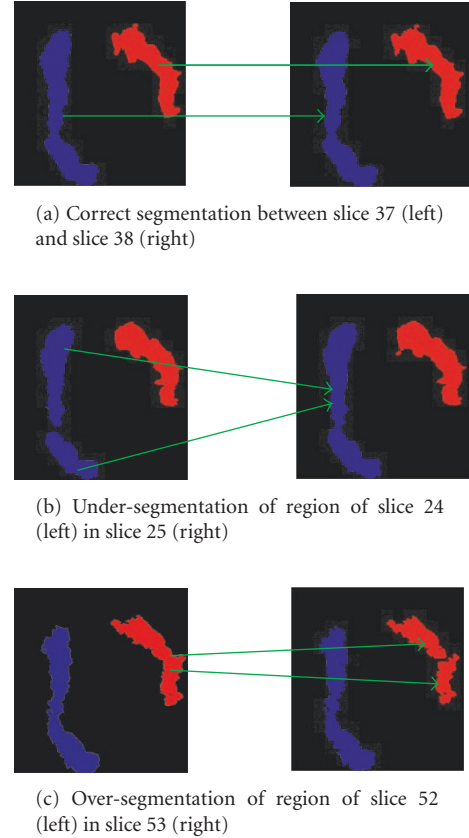 (a) Correct segmentation between slice 37 (left)
and slice 38 (right)
(b) Under-segmentation of region of slice 24
(left) in slice 25 (right)
(c) Over-segmentation of region of slice 52
(left) in slice 53 (right)